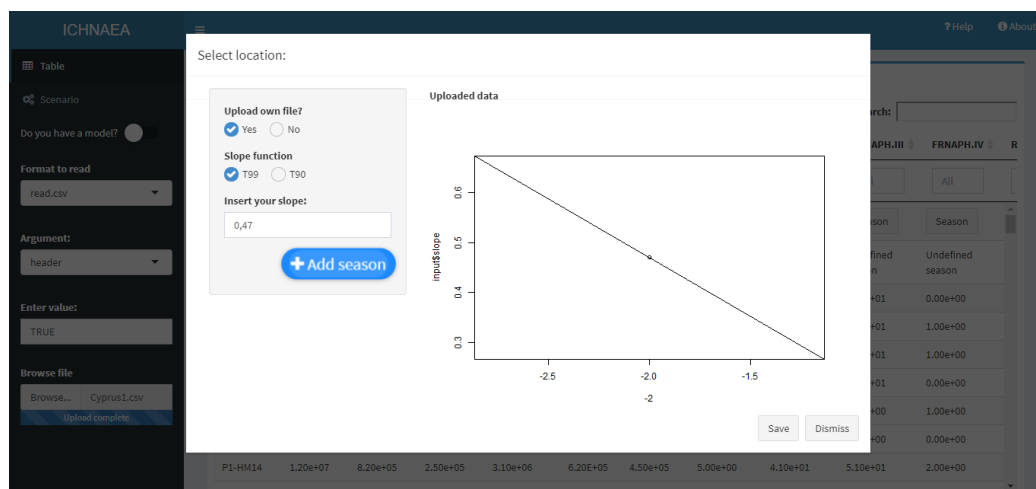 ICHNAEA
? Help
About
Table
Scenario
Do you have a model?
Format to read
read.csv
Argument:
header
Enter value:
TRUE
Browse file
Browse... Cyprus1.csv
Upload complete
Select location:
Upload own file?
Yes No
Slope function
T99 T90
Insert your slope:
0,47
+ Add season
Uploaded data
input$slope
0.3 0.4 0.5 0.6
-2.5 -2.0 -1.5
-2
Save Dismiss
APH.III FRNAPH.IV R
All
Season
Undefined
season
+01 0.00e+00
+01 1.00e+00
+01 1.00e+00
+01 0.00e+00
+00 1.00e+00
+00 0.00e+00
P1-HM14 1.20e+07 8.20e+05 2.50e+05 3.10e+06 6.20E+05 4.50e+05 5.00e+00 4.10e+01 5.10e+01 2.00e+00